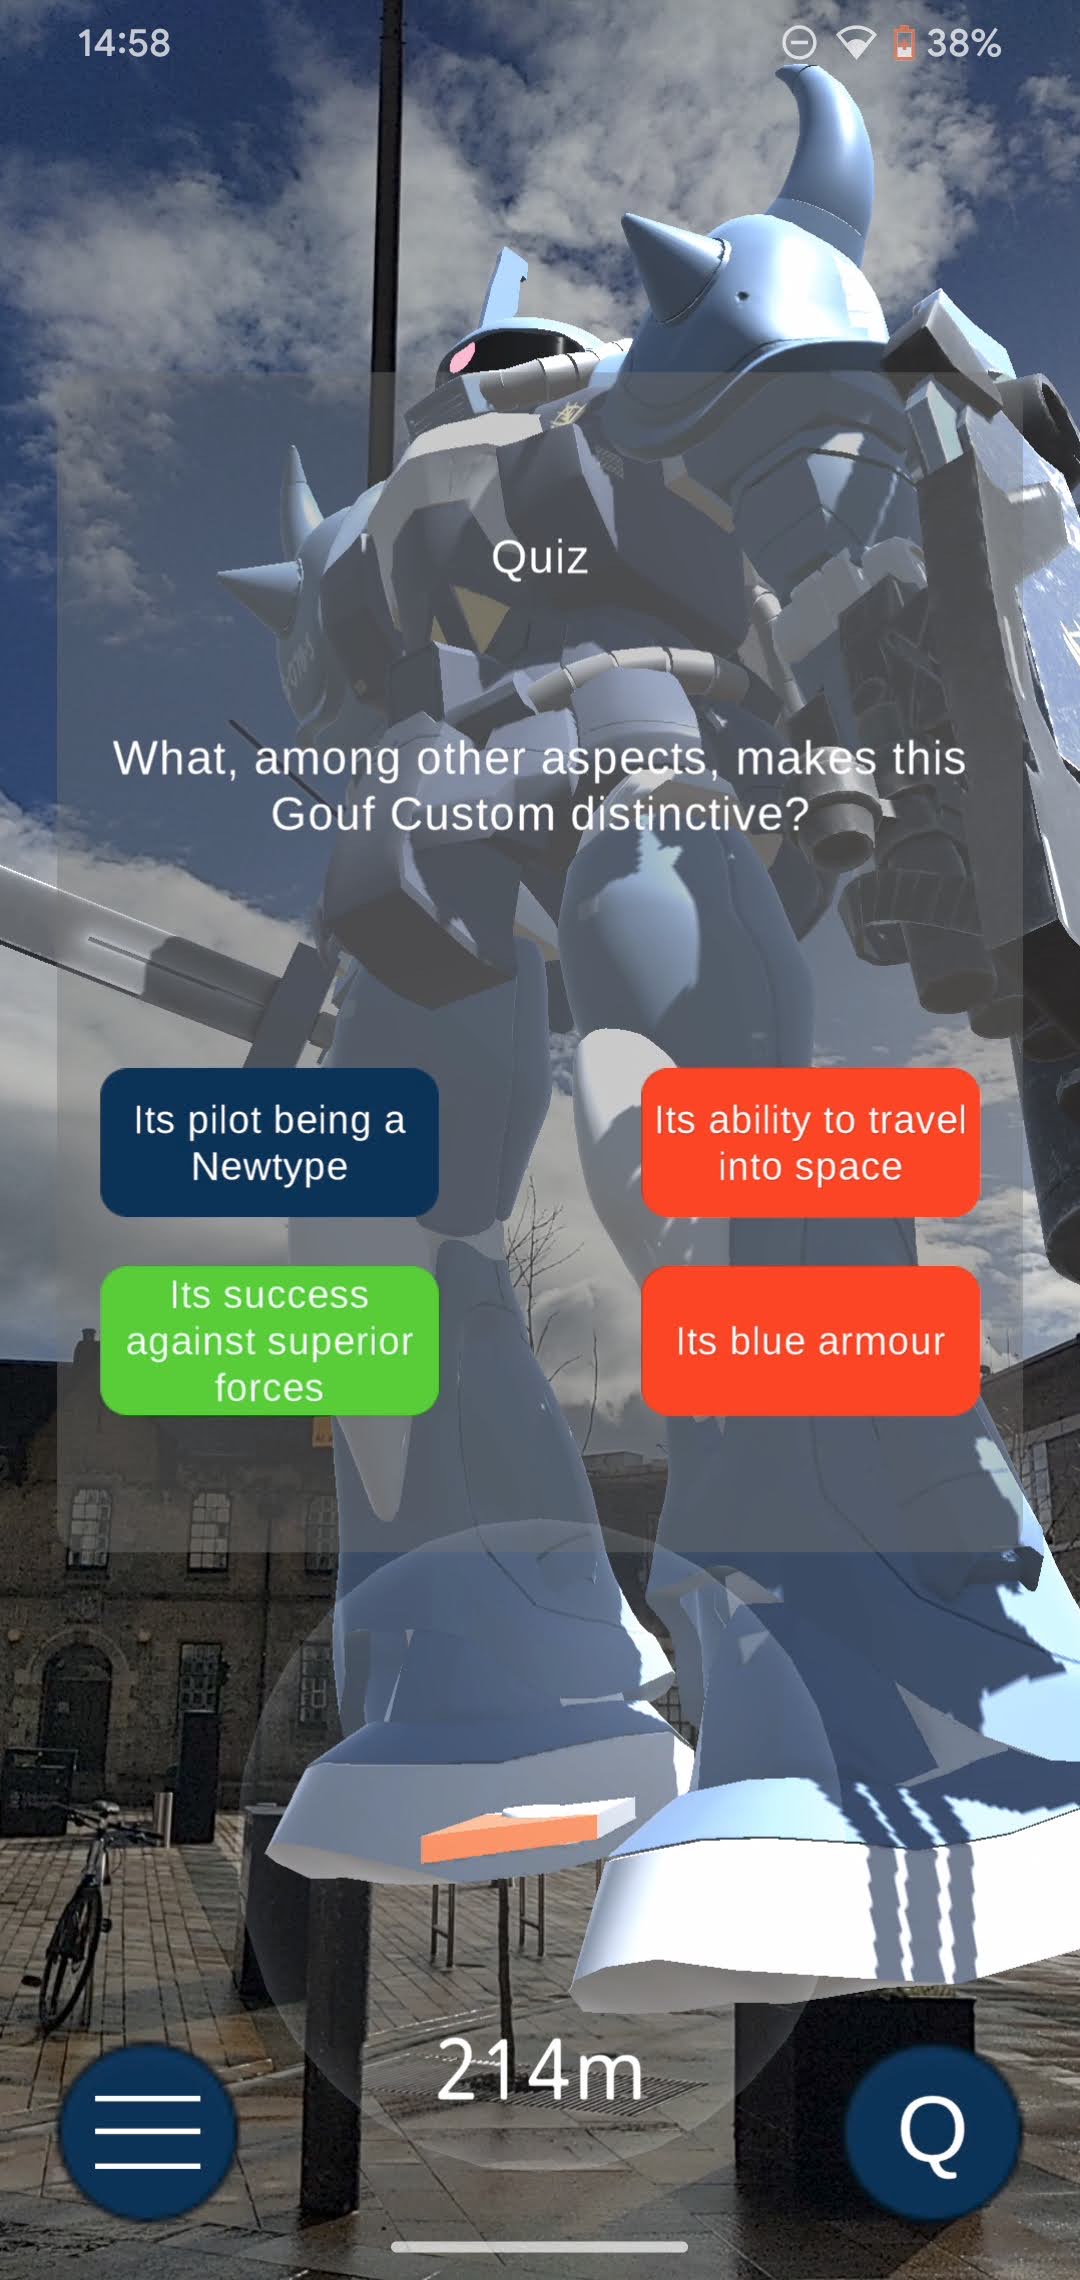 14:58
38%
Quiz
What, among other aspects, makes this
Gouf Custom distinctive?
Its pilot being a
Newtype
Its ability to travel
into space
Its success
against superior
forces
Its blue armour
214m
Q